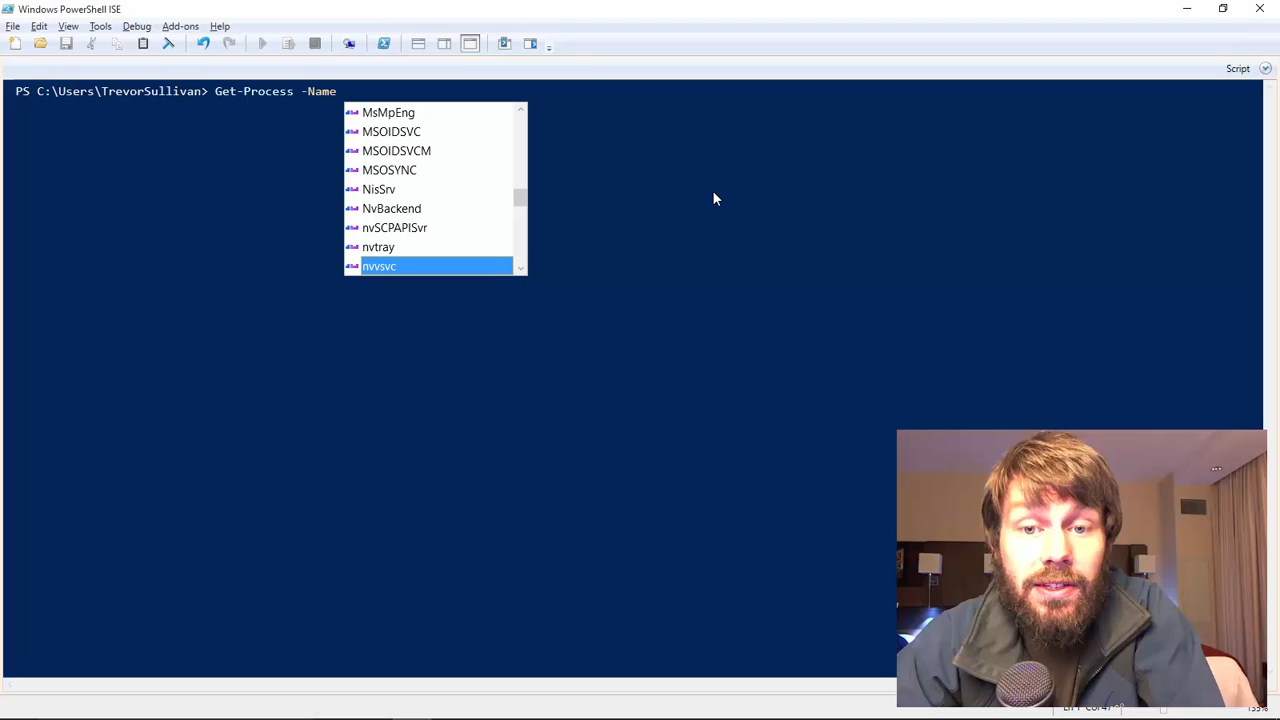 Windows PowerShell ISE
File Edit View Tools Debug Add-ons Help
Script
PS C:\Users\TrevorSullivan> Get-Process -Name
MsMpEng
MSOIDSVC
MSOIDSVCM
MSOSYNC
NisSrv
NvBackend
nvSCPAPISvr
nvtray
nvvsvc